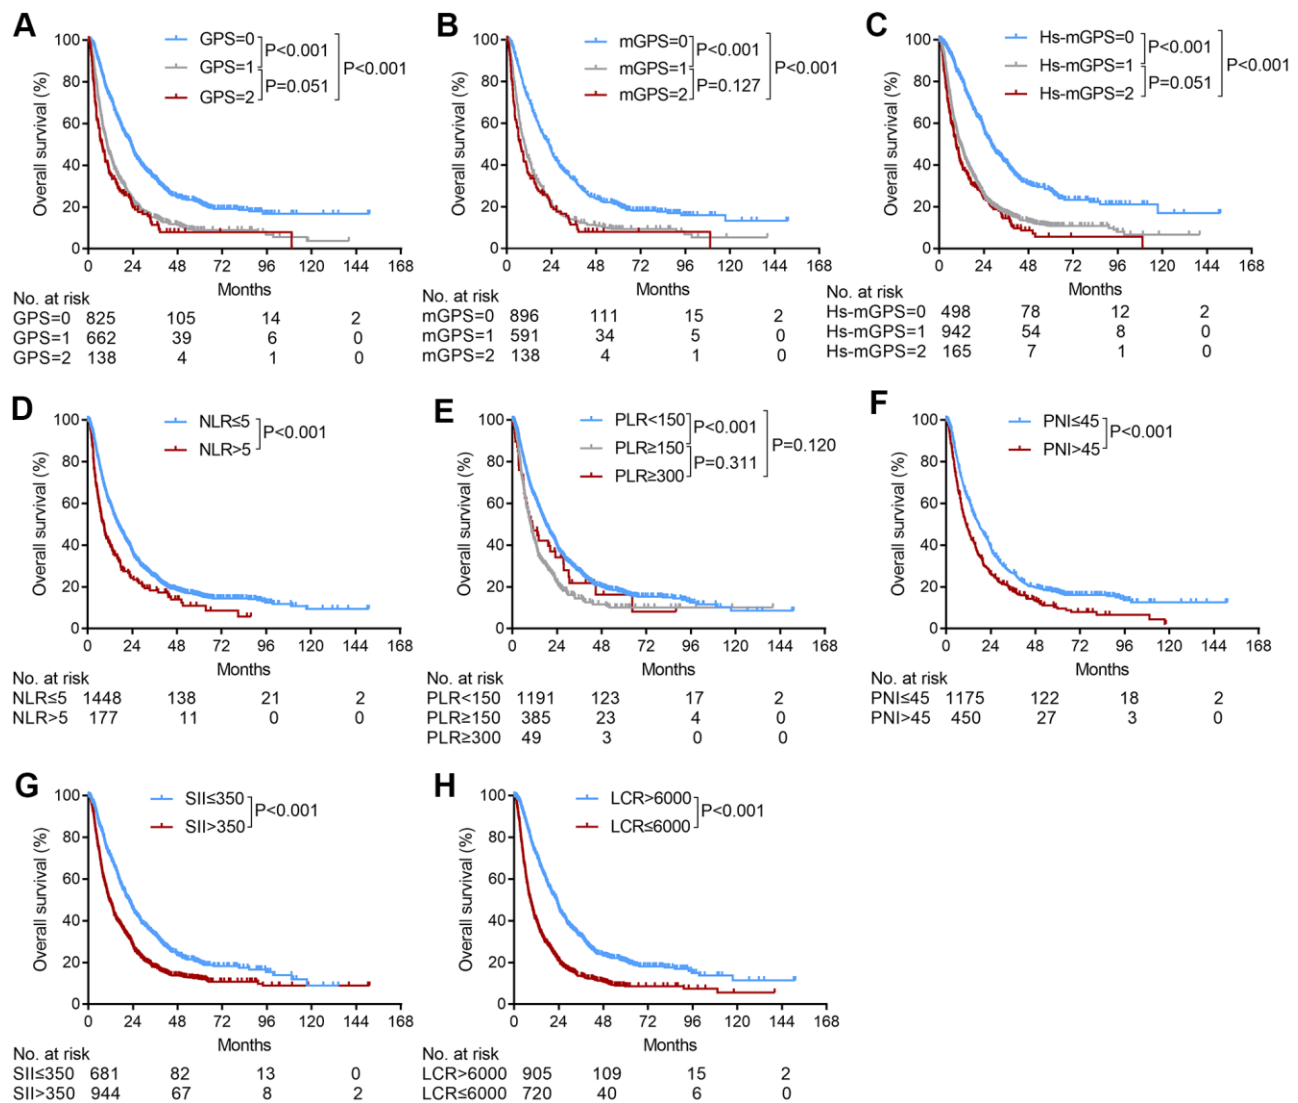 A
GPS=0
GPS=1
GPS=2
P<0.001
P=0.051
P<0.001
Overall survival (%)
100
80
60
40
20
0
0 24 48 72 96 120 144 168
Months
No. at risk
GPS=0 825 105 14 2
GPS=1 662 39 6 0
GPS=2 138 4 1 0
B
mGPS=0
mGPS=1
mGPS=2
P<0.001
P=0.127
P<0.001
Overall survival (%)
100
80
60
40
20
0
0 24 48 72 96 120 144 168
Months
No. at risk
mGPS=0 896 111 15 2
mGPS=1 591 34 5 0
mGPS=2 138 4 1 0
C
Hs-mGPS=0
Hs-mGPS=1
Hs-mGPS=2
P<0.001
P=0.051
P<0.001
Overall survival (%)
100
80
60
40
20
0
0 24 48 72 96 120 144 168
Months
No. at risk
Hs-mGPS=0 498 78 12 2
Hs-mGPS=1 942 54 8 0
Hs-mGPS=2 165 7 1 0
D
NLR≤5
NLR>5
P<0.001
Overall survival (%)
100
80
60
40
20
0
0 24 48 72 96 120 144 168
Months
No. at risk
NLR≤5 1448 138 21 2
NLR>5 177 11 0 0
E
PLR<150
PLR≥150
PLR≥300
P<0.001
P=0.311
P=0.120
Overall survival (%)
100
80
60
40
20
0
0 24 48 72 96 120 144 168
Months
No. at risk
PLR<150 1191 123 17 2
PLR≥150 385 23 4 0
PLR≥300 49 3 0 0
F
PNI≤45
PNI>45
P<0.001
Overall survival (%)
100
80
60
40
20
0
0 24 48 72 96 120 144 168
Months
No. at risk
PNI≤45 1175 122 18 2
PNI>45 450 27 3 0
G
SII≤350
SII>350
P<0.001
Overall survival (%)
100
80
60
40
20
0
0 24 48 72 96 120 144 168
Months
No. at risk
SII≤350 681 82 13 0
SII>350 944 67 8 2
H
LCR>6000
LCR≤6000
P<0.001
Overall survival (%)
100
80
60
40
20
0
0 24 48 72 96 120 144 168
Months
No. at risk
LCR>6000 905 109 15 2
LCR≤6000 720 40 6 0